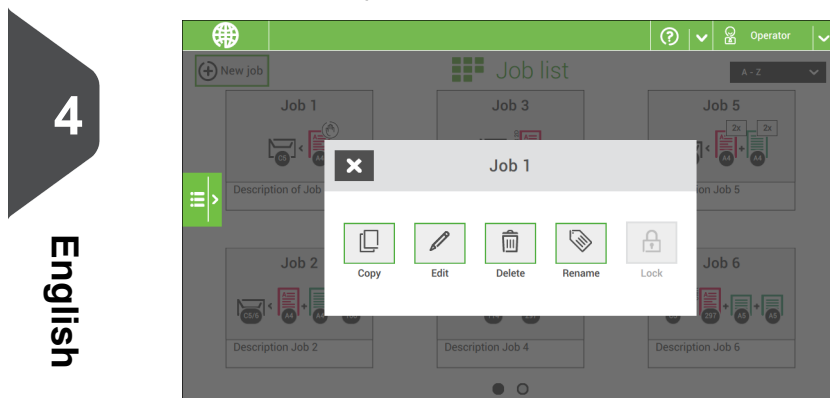 4
English
Operator
New job
Job list
A - Z
Job 1
Job 3
Job 5
2x 2x
C5 A4
A4 A4
Description of Job
on Job 5
Job 1
Copy
Edit
Delete
Rename
Lock
Job 2
Job 6
C5/6 A4
297 A5 A5
Description Job 2
Description Job 4
Description Job 6